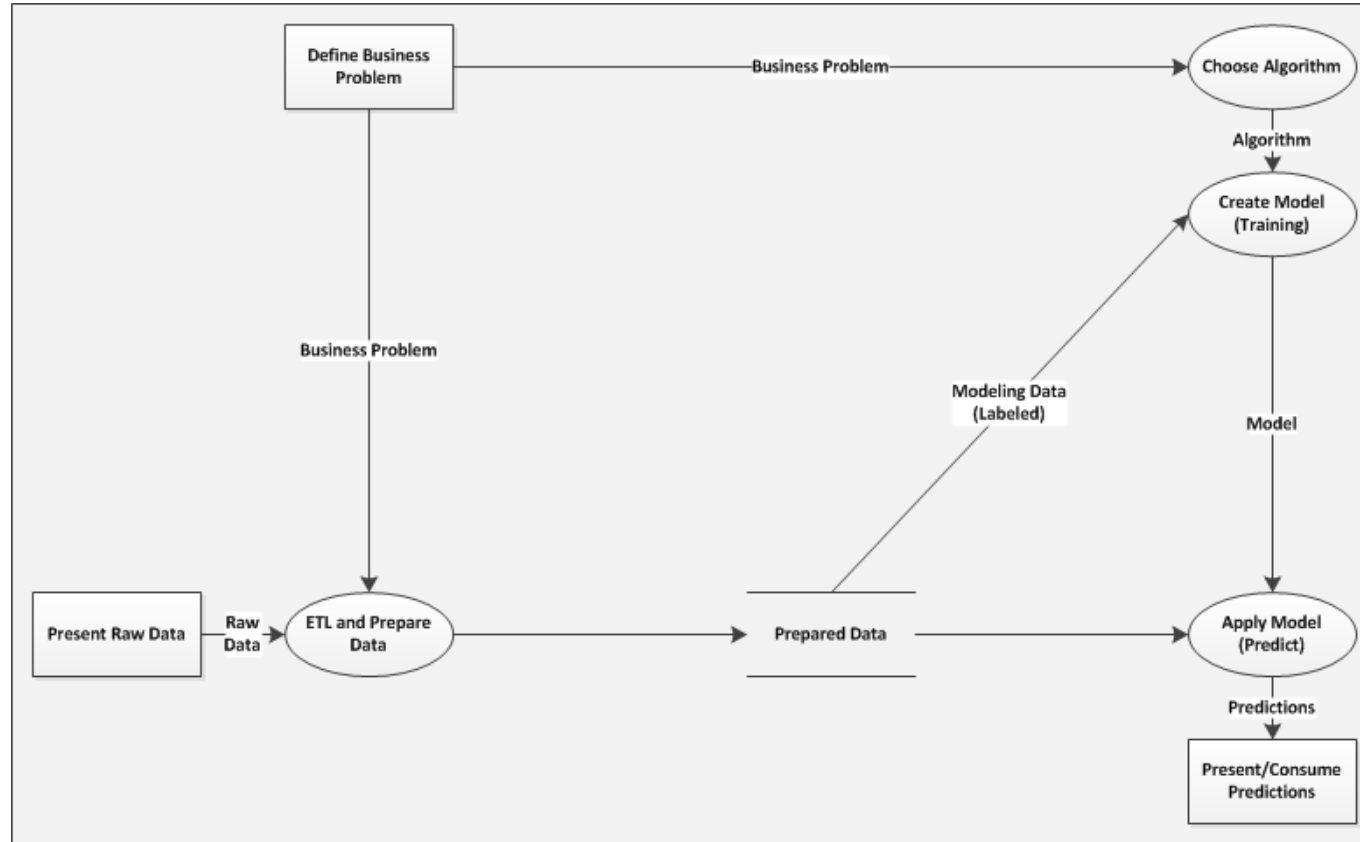 Define Business
Problem
Business Problem
Choose Algorithm
Algorithm
Create Model
(Training)
Business Problem
Modeling Data
(Labeled)
Model
Present Raw Data
Raw
Data
ETL and Prepare
Data
Prepared Data
Apply Model
(Predict)
Predictions
Present/Consume
Predictions